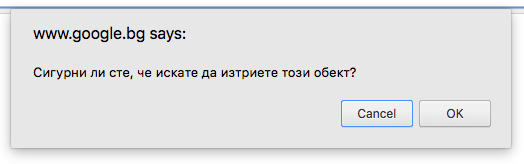 www.google.bg says:
Сигурни ли сте, че искате да изтриете този обект?
Cancel OK